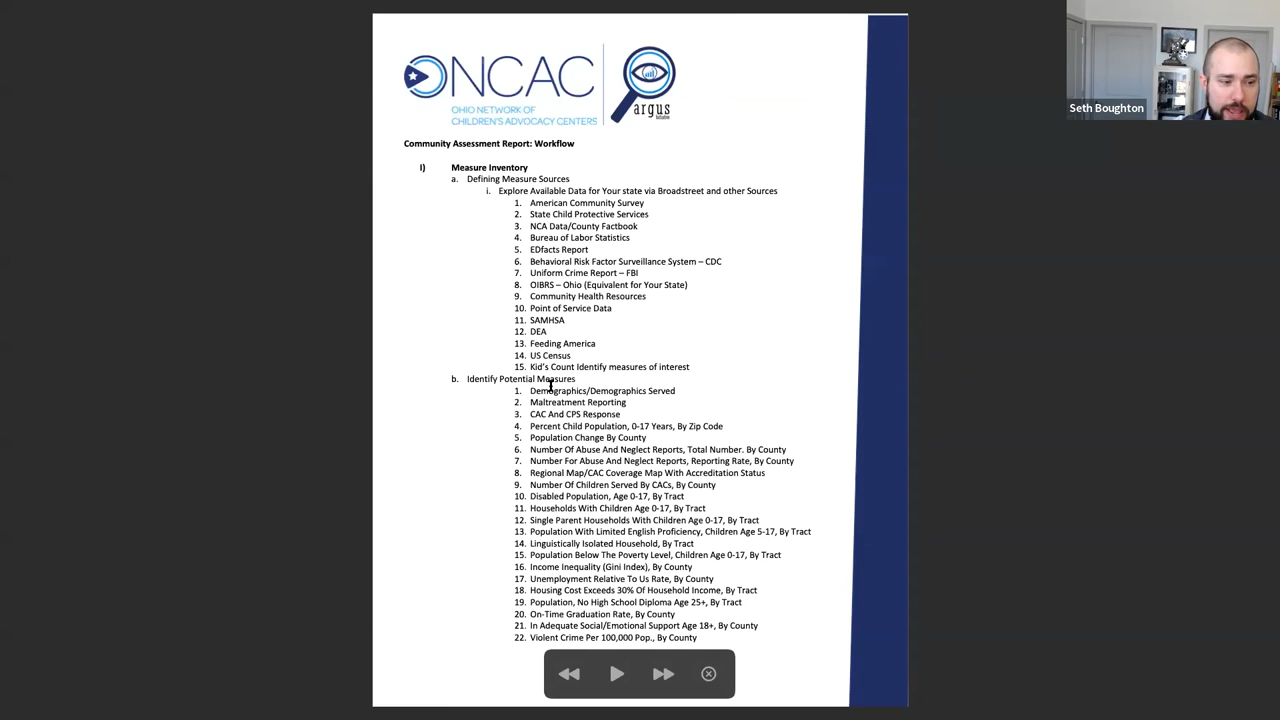 Seth Boughton
ONCAC
OHIO NETWORK OF
CHILDREN'S ADVOCACY CENTERS
argus
Initiative
Community Assessment Report: Workflow
I) Measure Inventory
a. Defining Measure Sources
i. Explore Available Data for Your state via Broadstreet and other Sources
1. American Community Survey
2. State Child Protective Services
3. NCA Data/County Factbook
4. Bureau of Labor Statistics
5. EDfacts Report
6. Behavioral Risk Factor Surveillance System – CDC
7. Uniform Crime Report – FBI
8. OIBRS – Ohio (Equivalent for Your State)
9. Community Health Resources
10. Point of Service Data
11. SAMHSA
12. DEA
13. Feeding America
14. US Census
15. Kid's Count Identify measures of interest
b. Identify Potential Measures
1. Demographics/Demographics Served
2. Maltreatment Reporting
3. CAC And CPS Response
4. Percent Child Population, 0-17 Years, By Zip Code
5. Population Change By County
6. Number Of Abuse And Neglect Reports, Total Number. By County
7. Number For Abuse And Neglect Reports, Reporting Rate, By County
8. Regional Map/CAC Coverage Map With Accreditation Status
9. Number Of Children Served By CACs, By County
10. Disabled Population, Age 0-17, By Tract
11. Households With Children Age 0-17, By Tract
12. Single Parent Households With Children Age 0-17, By Tract
13. Population With Limited English Proficiency, Children Age 5-17, By Tract
14. Linguistically Isolated Household, By Tract
15. Population Below The Poverty Level, Children Age 0-17, By Tract
16. Income Inequality (Gini Index), By County
17. Unemployment Relative To Us Rate, By County
18. Housing Cost Exceeds 30% Of Household Income, By Tract
19. Population, No High School Diploma Age 25+, By Tract
20. On-Time Graduation Rate, By County
21. In Adequate Social/Emotional Support Age 18+, By County
22. Violent Crime Per 100,000 Pop., By County